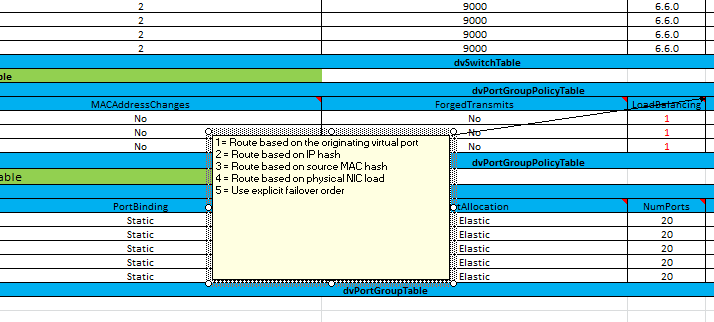 2 9000 6.6.0
2 9000 6.6.0
2 9000 6.6.0
2 9000 6.6.0
dvSwitchTable
ble
dvPortGroupPolicyTable
MACAddressChanges ForgedTransmits LoadBalancing
No No 1
No No 1
No No 1
1 = Route based on the originating virtual port
2 = Route based on IP hash
3 = Route based on source MAC hash
4 = Route based on physical NIC load
5 = Use explicit failover order
dvPortGroupPolicyTable
able
PortBinding tAllocation NumPorts
Static Elastic 20
Static Elastic 20
Static Elastic 20
Static Elastic 20
Static Elastic 20
dvPortGroupTable